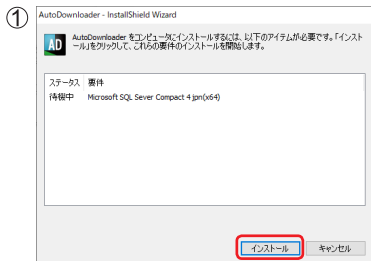 ①
AutoDownloader - InstallShield Wizard
AD
AutoDownloader をコンピュータにインストールするには、以下のアイテムが必要です。「インスト
ール」をクリックして、これらの要件のインストールを開始します。
ステータス 要件
待機中 Microsoft SQL Sever Compact 4 jpn(x64)
インストール キャンセル